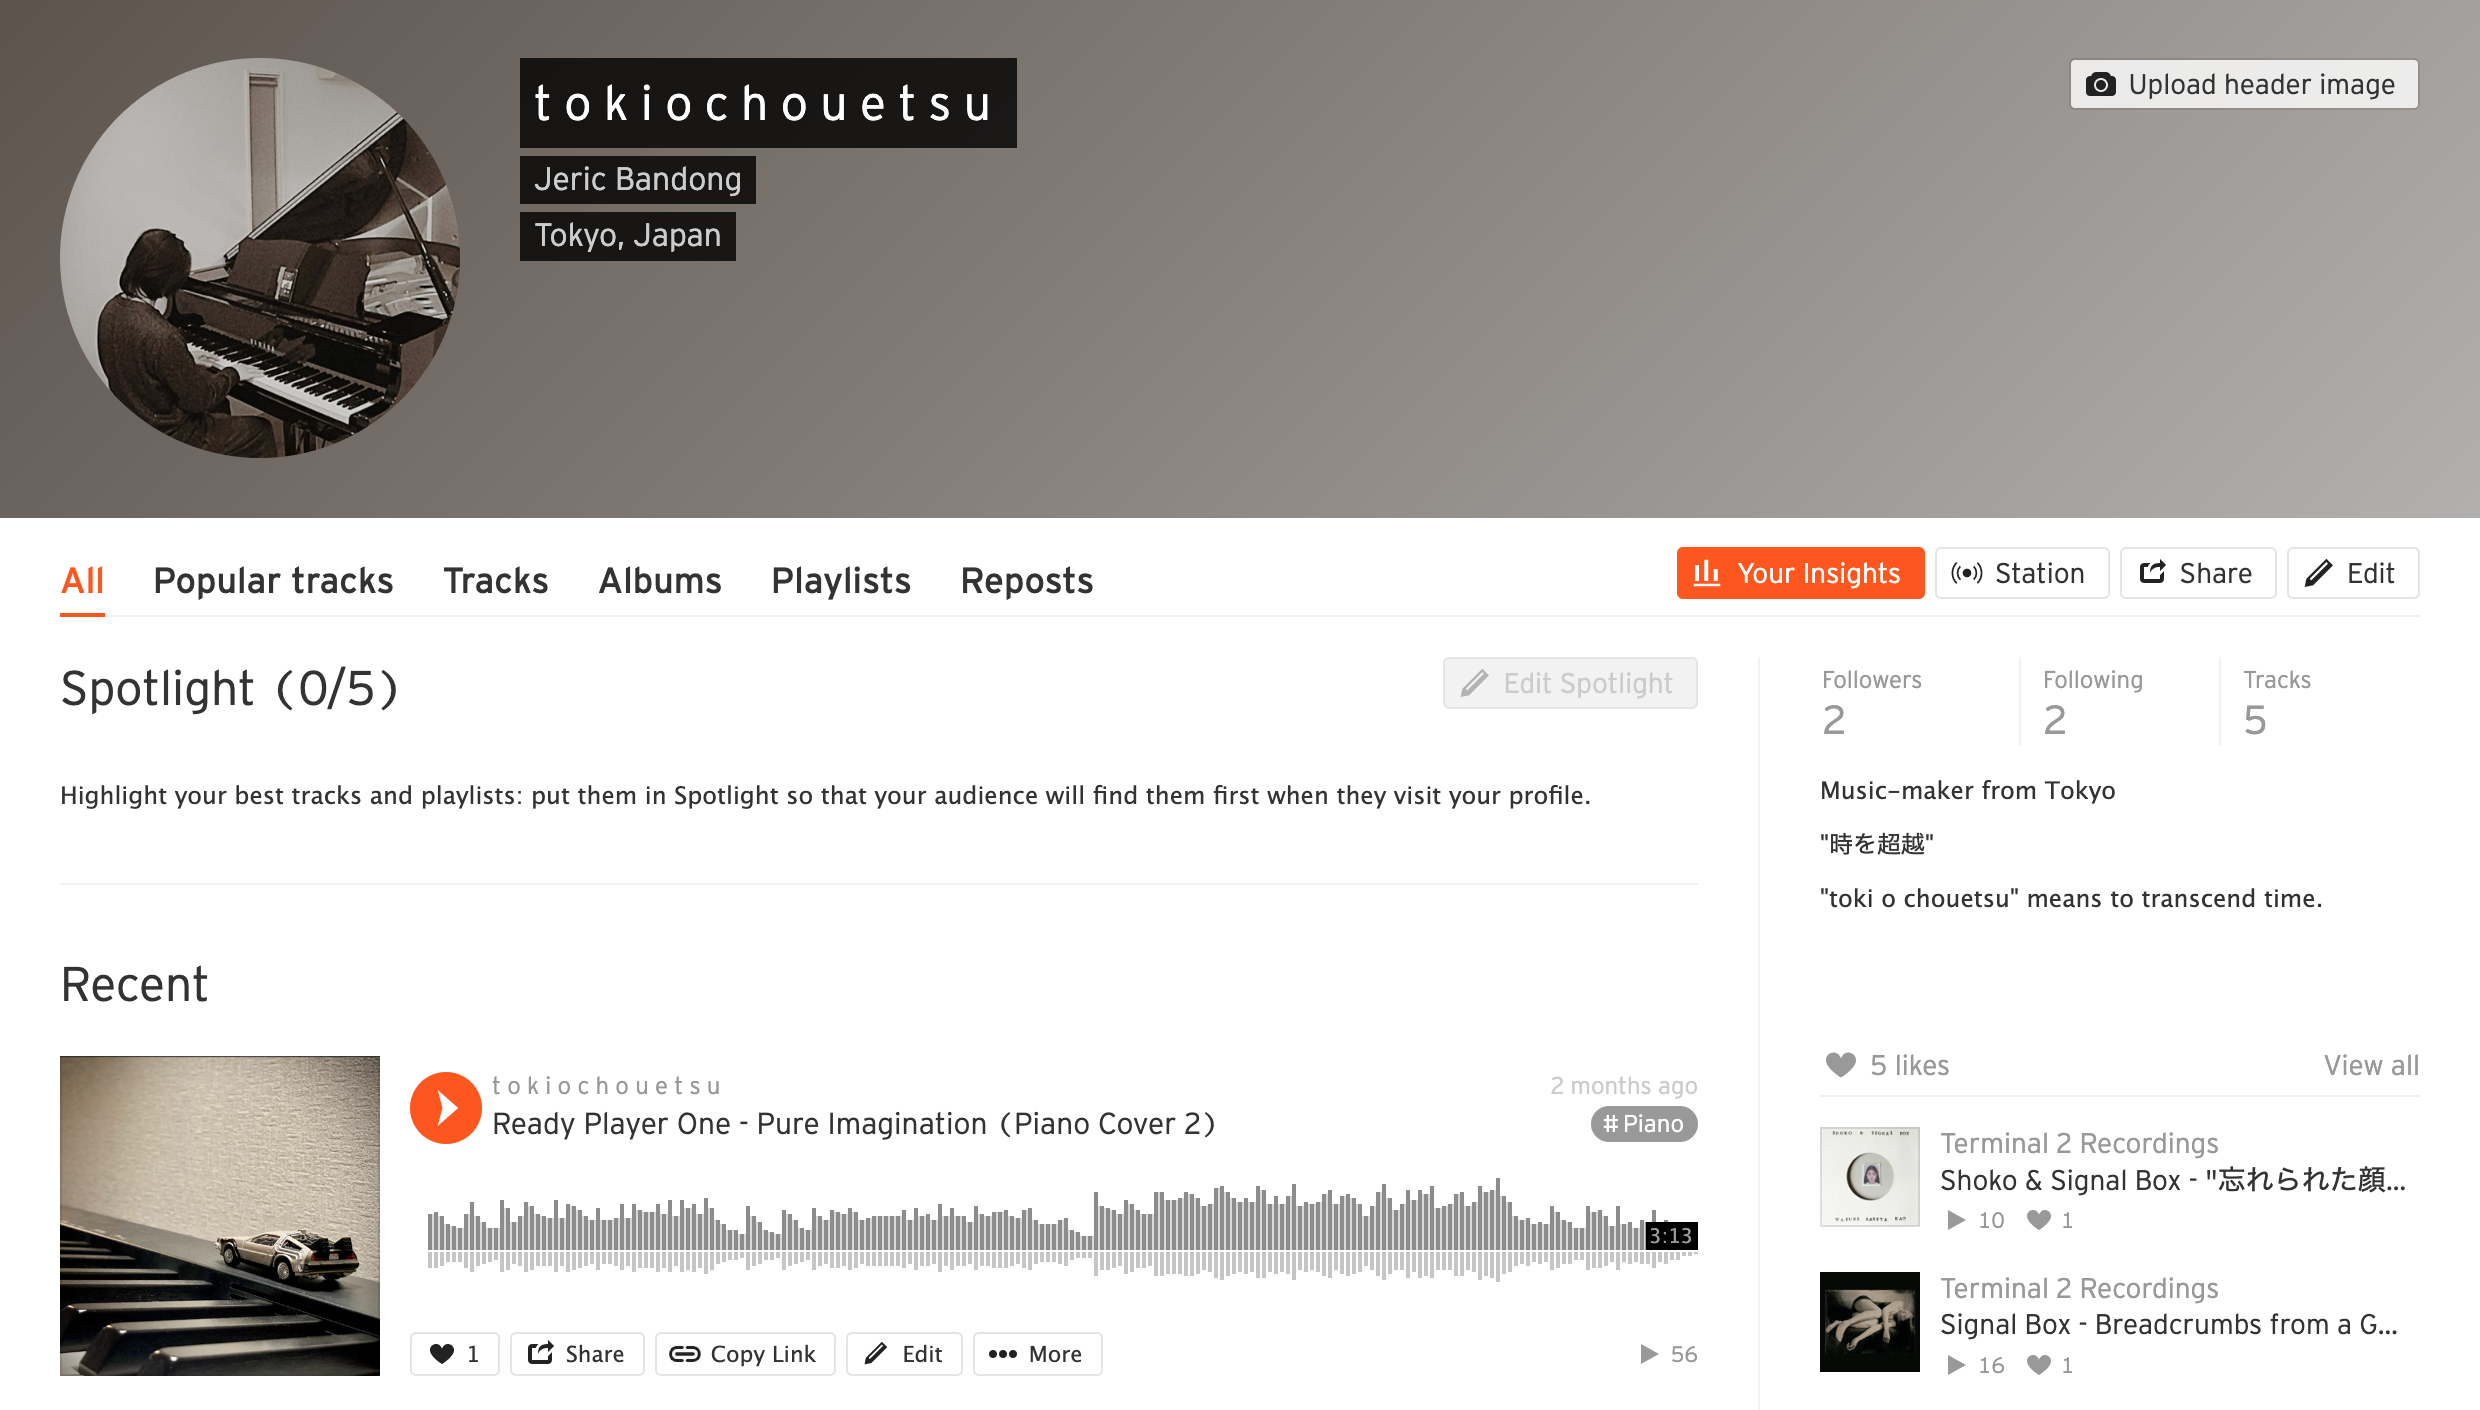 tokiochouetsu
Jeric Bandong
Tokyo, Japan
Upload header image
All
Popular tracks
Tracks
Albums
Playlists
Reposts
Your Insights
Station
Share
Edit
Spotlight (0/5)
Edit Spotlight
Highlight your best tracks and playlists: put them in Spotlight so that your audience will find them first when they visit your profile.
Followers
2
Following
2
Tracks
5
Music-maker from Tokyo
"時を超越"
"toki o chouetsu" means to transcend time.
Recent
tokiochouetsu
2 months ago
Ready Player One - Pure Imagination (Piano Cover 2)
# Piano
3:13
1
Share
Copy Link
Edit
More
56
5 likes
View all
SHOKO & SIGNAL BOX
WASURE RARETA KAO
Terminal 2 Recordings
Shoko & Signal Box - "忘れられた顔...
10
1
Terminal 2 Recordings
Signal Box - Breadcrumbs from a G...
16
1